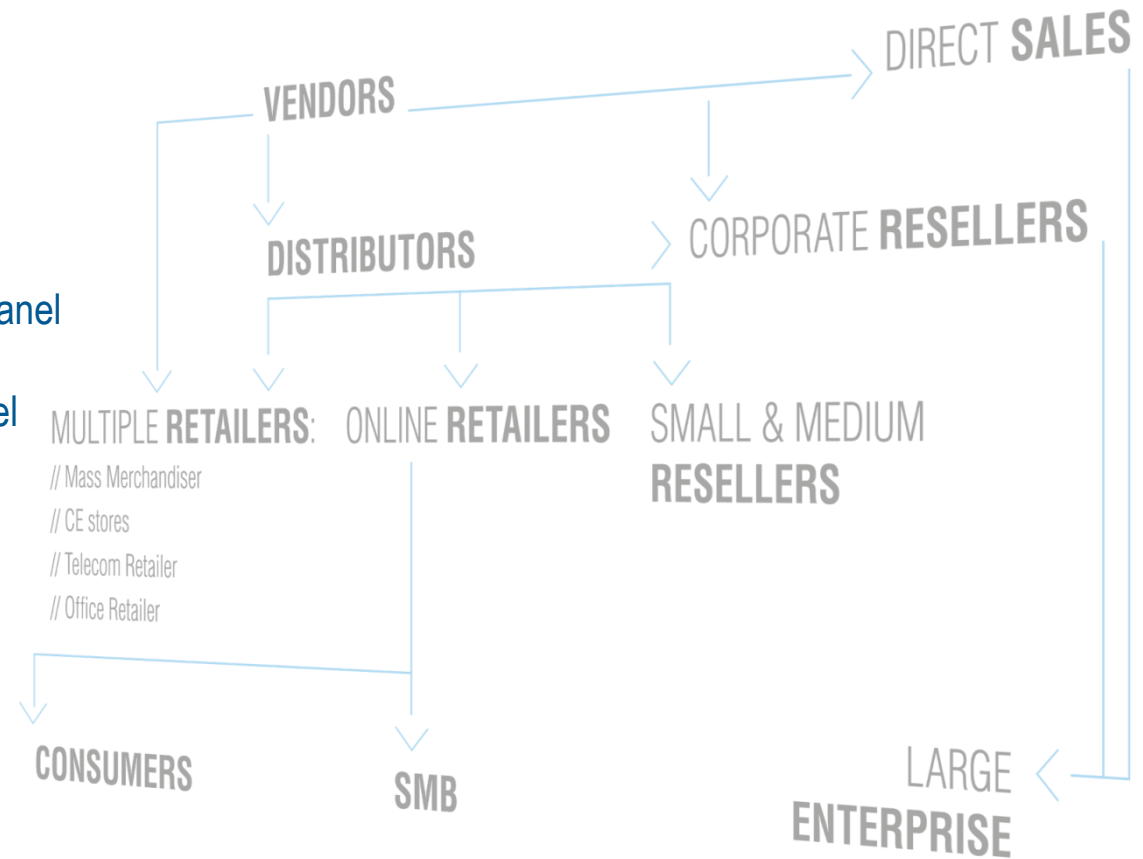 DIRECT SALES
VENDORS
DISTRIBUTORS
CORPORATE RESELLERS
anel
el
MULTIPLE RETAILERS:
// Mass Merchandiser
// CE stores
// Telecom Retailer
// Office Retailer
ONLINE RETAILERS
SMALL & MEDIUM
RESELLERS
CONSUMERS
SMB
LARGE
ENTERPRISE